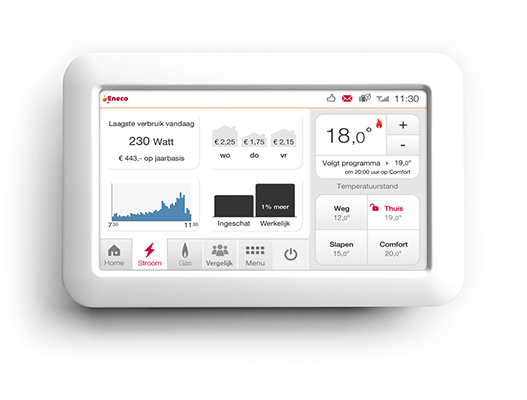 Eneco
11:30
Laagste verbruik vandaag
230 Watt
€ 443,- op jaarbasis
€ 2,25 € 1,75 € 2,15
wo do vr
7:30 11:30
1% meer
Ingeschat Werkelijk
18,0°
+
-
Volgt programma › 19,0°
om 20:00 uur op Comfort
Temperatuurstand
Weg
12,0°
Thuis
19,0°
Slapen
15,0°
Comfort
20,0°
Home Stroom Gas Vergelijk Menu